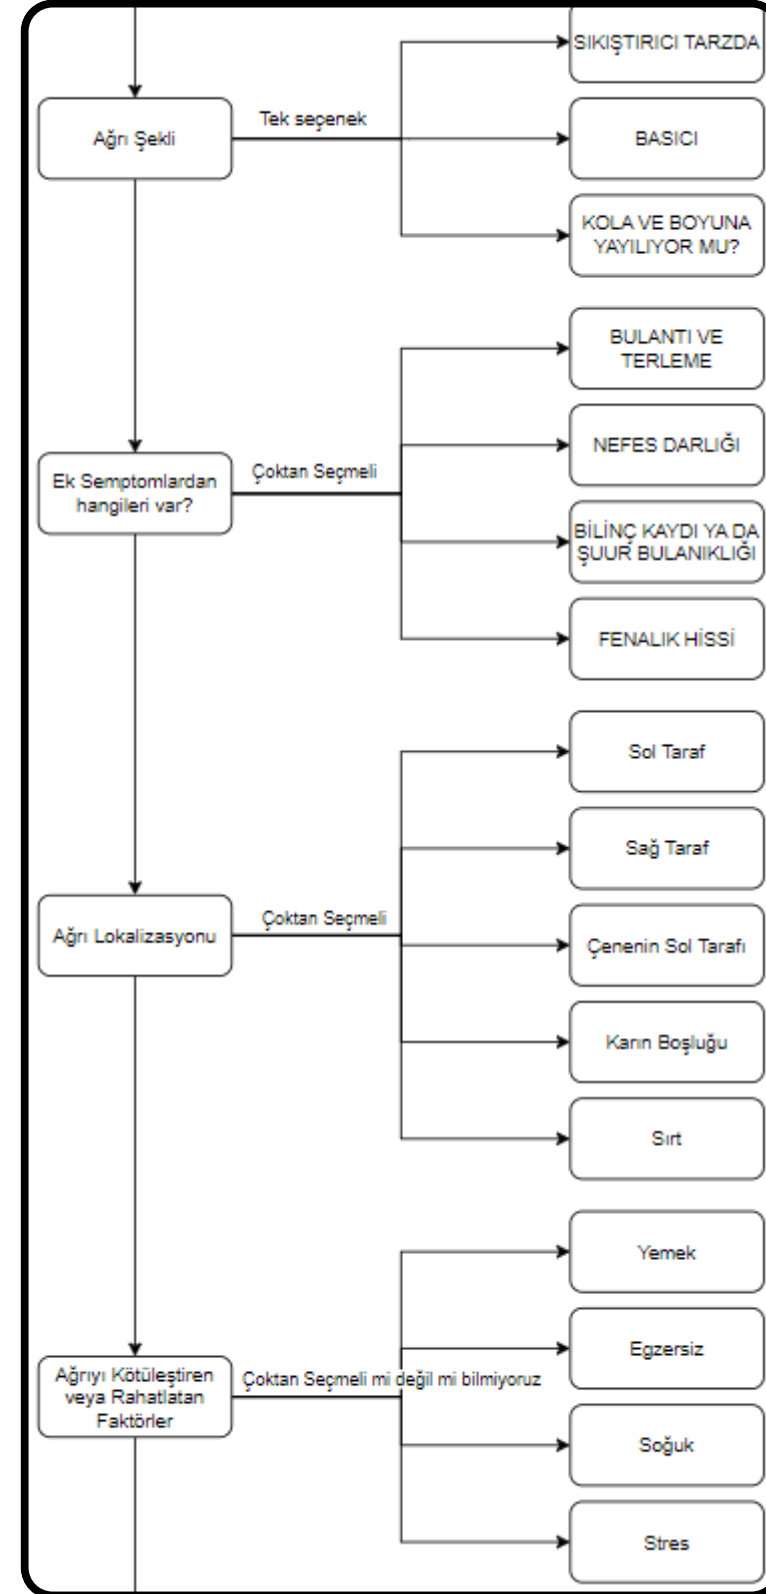 SIKIŞTIRICI TARZDA
Ağrı Şekli
Tek seçenek
BASICI
KOLA VE BOYUNA
YAYILIYOR MU?
BULANTI VE
TERLEME
Ek Semptomlardan
hangileri var?
Çoktan Seçmeli
NEFES DARLIĞI
BİLİNÇ KAYDI YA DA
ŞUUR BULANIKLIĞI
FENALIK HİSSİ
Sol Taraf
Sağ Taraf
Ağrı Lokalizasyonu
Çoktan Seçmeli
Çenenin Sol Tarafı
Karın Boşluğu
Sırt
Yemek
Egzersiz
Ağrıyı Kötüleştiren
veya Rahatlatan
Faktörler
Çoktan Seçmeli mi değil mi bilmiyoruz
Soğuk
Stres